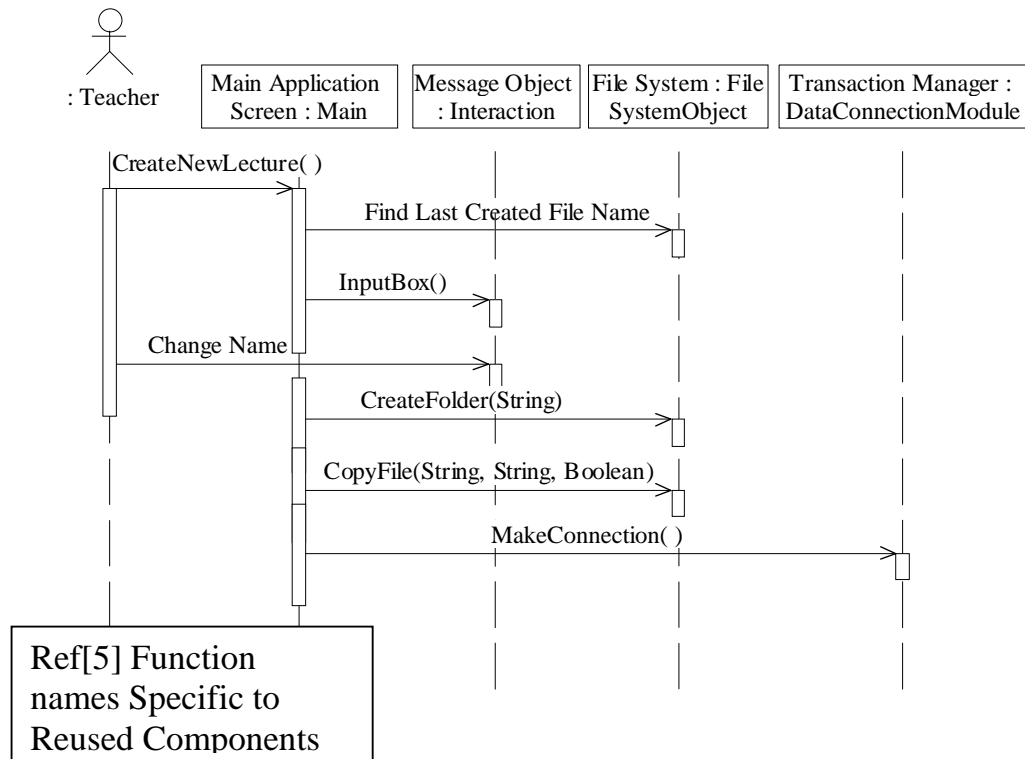 : Teacher
Main Application
Screen : Main
Message Object
: Interaction
File System : File
SystemObject
Transaction Manager :
DataConnectionModule
CreateNewLecture( )
Find Last Created File Name
InputBox()
Change Name
CreateFolder(String)
CopyFile(String, String, Boolean)
MakeConnection( )
Ref[5] Function
names Specific to
Reused Components